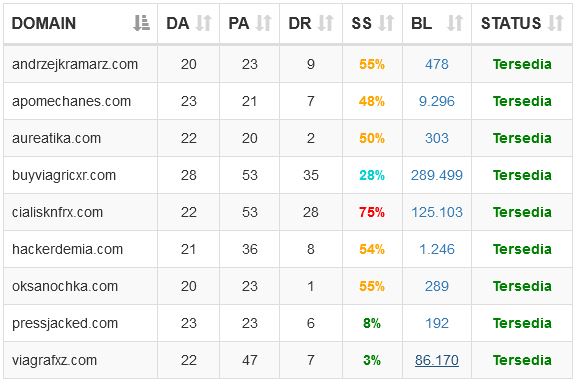 DOMAIN DA PA DR SS BL STATUS
andrzejkramarz.com 20 23 9 55% 478 Tersedia
apomechanes.com 23 21 7 48% 9.296 Tersedia
aureatika.com 22 20 2 50% 303 Tersedia
buyviagricxr.com 28 53 35 28% 289.499 Tersedia
cialisknfrx.com 22 53 28 75% 125.103 Tersedia
hackerdemia.com 21 36 8 54% 1.246 Tersedia
oksanochka.com 20 23 1 55% 289 Tersedia
pressjacked.com 23 23 6 8% 192 Tersedia
viagrafxz.com 22 47 7 3% 86.170 Tersedia